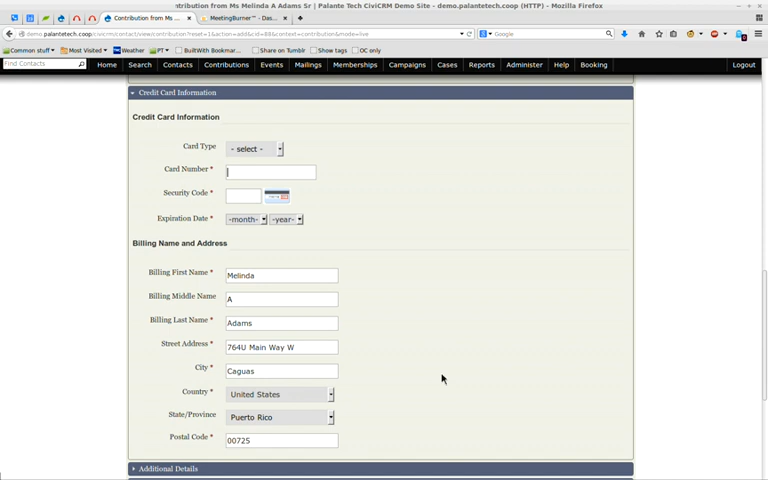 ntribution from Ms Melinda A Adams Sr | Palante Tech CiviCRM Demo Site - demo.palantetech.coop (HTTP) - Mozilla Firefox
Contribution from Ms ...
MeetingBurner™ - Das...
demo.palantetech.coop/civicrm/contact/view/contribution?reset=1&action=add&cid=88&context=contribution&mode=live
Google
Common stuff Most Visited Weather PT BuiltWith Bookmar... Share on Tumblr Show tags OC only
Find Contacts Home Search Contacts Contributions Events Mailings Memberships Campaigns Cases Reports Administer Help Booking Logout
Credit Card Information
Credit Card Information
Card Type - select -
Card Number *
Security Code *
Expiration Date * -month- -year-
Billing Name and Address
Billing First Name * Melinda
Billing Middle Name A
Billing Last Name * Adams
Street Address * 764U Main Way W
City * Caguas
Country * United States
State/Province Puerto Rico
Postal Code * 00725
Additional Details